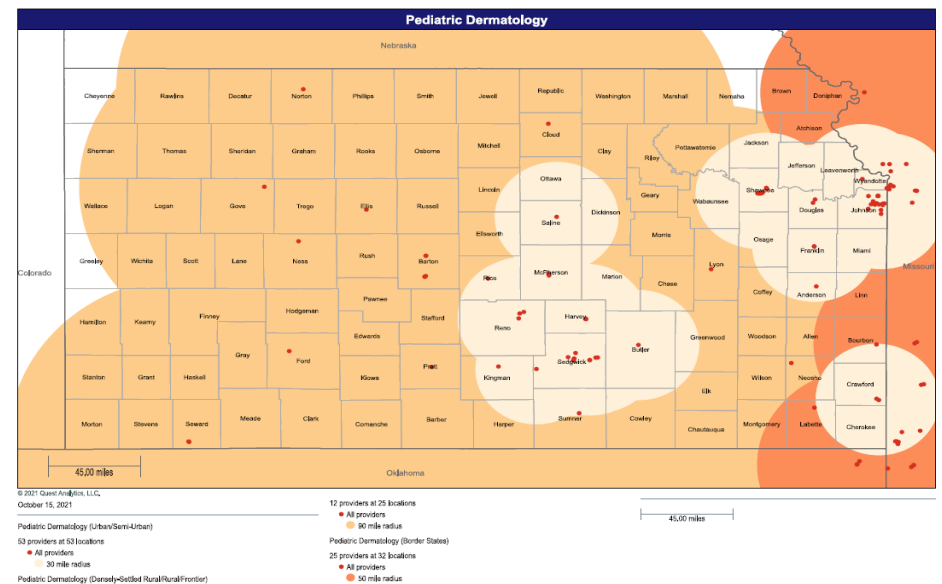 Pediatric Dermatology
Nebraska
Cheyenne Rawlins Decatur Norton Phillips Smith Jewell Republic Washington Marshall Nemaha Brown Doniphan
Atchison
Sherman Thomas Sheridan Graham Rooks Osborne Mitchell Cloud Clay Riley Pottawatomie Jackson Jefferson Leavenworth
Wyandotte
Wallace Logan Gove Trego Ellis Russell Lincoln Ottawa Saline Dickinson Geary Wabaunsee Shawnee Douglas Johnson
Ellsworth Morris Osage Franklin Miami
Colorado Greeley Wichita Scott Lane Ness Rush Barton Rice McPherson Marion Chase Lyon Coffey Anderson Linn Missouri
Hamilton Kearny Finney Hodgeman Pawnee Stafford Reno Harvey
Gray Ford Edwards Sedgwick Butler Greenwood Woodson Allen Bourbon
Stanton Grant Haskell Kiowa Pratt Kingman Elk Wilson Neosho Crawford
Morton Stevens Seward Meade Clark Comanche Barber Harper Sumner Cowley Chautauqua Montgomery Labette Cherokee
45.00 miles
Oklahoma
© 2021 Quest Analytics, LLC.
October 15, 2021
Pediatric Dermatology (Urban/Semi-Urban)
53 providers at 53 locations
All providers
30 mile radius
Pediatric Dermatology (Densely-Settled Rural/Rural/Frontier)
12 providers at 25 locations
All providers
90 mile radius
Pediatric Dermatology (Border States)
25 providers at 32 locations
All providers
50 mile radius
45.00 miles